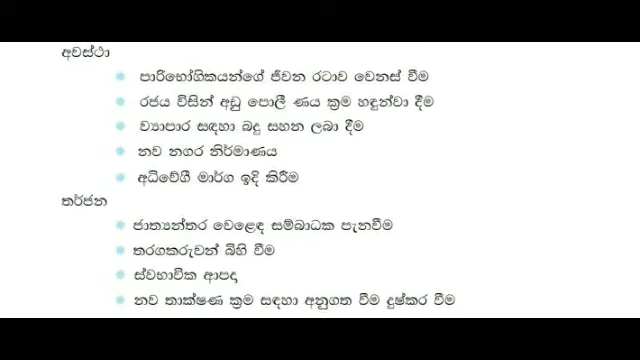 අවස්ථා
පාරිභෝගිකයන්ගේ ජීවන රටාව වෙනස් වීම
රජය විසින් අඩු පොලී ණය ක්‍රම හඳුන්වා දීම
ව්‍යාපාර සඳහා බදු සහන ලබා දීම
නව නගර නිර්මාණය
අධිවේගී මාර්ග ඉදි කිරීම
තර්ජන
ජාත්‍යන්තර වෙළෙඳ සම්බාධක පැනවීම
තරගකරුවන් බිහි වීම
ස්වභාවික ආපදා
නව තාක්ෂණ ක්‍රම සඳහා අනුගත වීම දුෂ්කර වීම